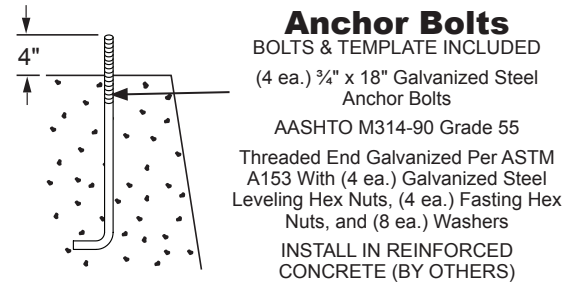 4"
Anchor Bolts
BOLTS & TEMPLATE INCLUDED
(4 ea.) ¾" x 18" Galvanized Steel
Anchor Bolts
AASHTO M314-90 Grade 55
Threaded End Galvanized Per ASTM
A153 With (4 ea.) Galvanized Steel
Leveling Hex Nuts, (4 ea.) Fasting Hex
Nuts, and (8 ea.) Washers
INSTALL IN REINFORCED
CONCRETE (BY OTHERS)